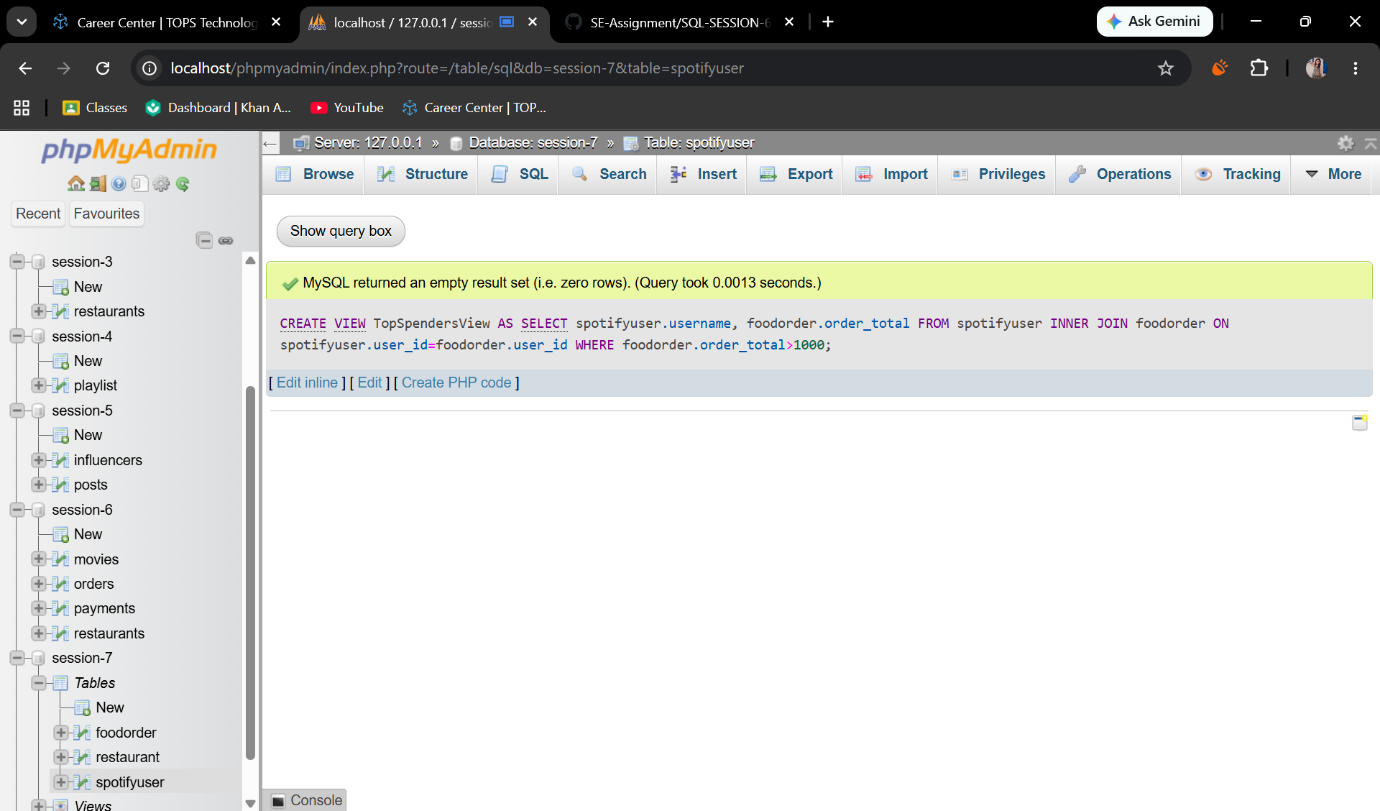 Career Center | TOPS Technolog
localhost / 127.0.0.1 / sessio
SE-Assignment/SQL-SESSION-6
Ask Gemini
localhost/phpmyadmin/index.php?route=/table/sql&db=session-7&table=spotifyuser
Classes
Dashboard | Khan A...
YouTube
Career Center | TOP...
phpMyAdmin
Recent
Favourites
session-3
New
restaurants
session-4
New
playlist
session-5
New
influencers
posts
session-6
New
movies
orders
payments
restaurants
session-7
Tables
New
foodorder
restaurant
spotifyuser
Views
Server: 127.0.0.1 » Database: session-7 » Table: spotifyuser
Browse Structure SQL Search Insert Export Import Privileges Operations Tracking More
Show query box
MySQL returned an empty result set (i.e. zero rows). (Query took 0.0013 seconds.)
CREATE VIEW TopSpendersView AS SELECT spotifyuser.username, foodorder.order_total FROM spotifyuser INNER JOIN foodorder ON
spotifyuser.user_id=foodorder.user_id WHERE foodorder.order_total>1000;
[ Edit inline ] [ Edit ] [ Create PHP code ]
Console